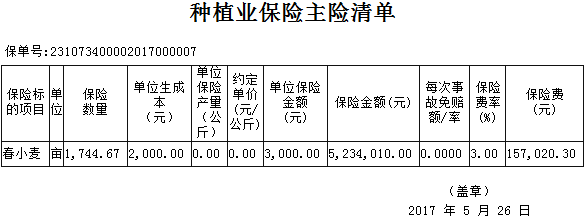 种植业保险主险清单
保单号:231073400002017000007
保险标的项目 单位 保险数量 单位生成本(元) 单位保险产量(公斤) 约定单价(元/公斤) 单位保险金额(元) 保险金额(元) 每次事故免赔额/率 保险费率(%) 保险费(元)
春小麦 亩 1,744.67 2,000.00 0.00 0.00 3,000.00 5,234,010.00 0.0000 3.00 157,020.30
(盖章)
2017 年 5 月 26 日